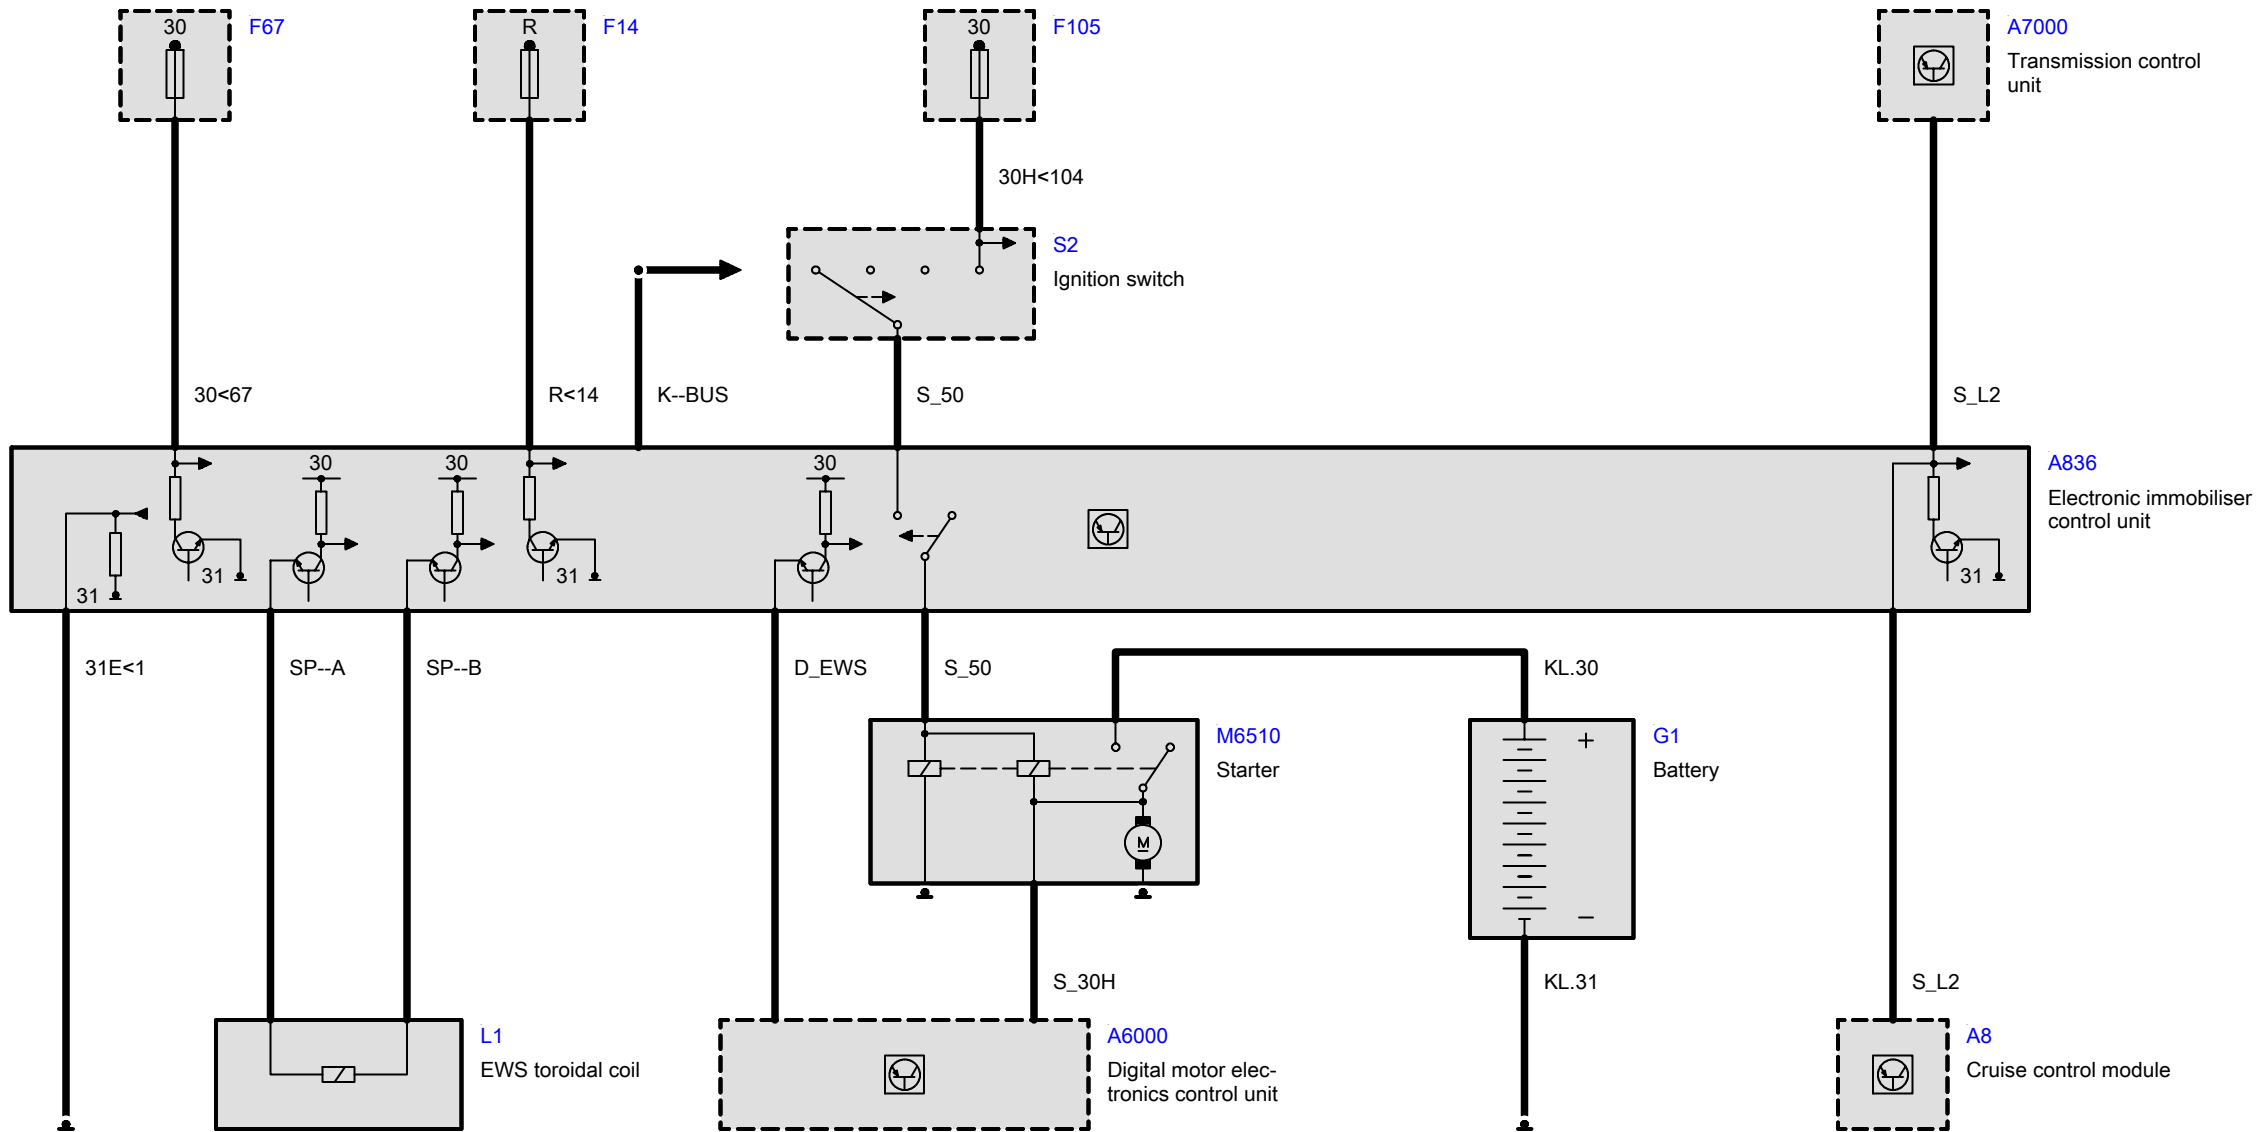 30
F67
R
F14
30
F105
A7000
Transmission control
unit
30H<104
S2
Ignition switch
30<67
R<14
K--BUS
S_50
S_L2
30
30
30
A836
Electronic immobiliser
control unit
31
31
31
31
31E<1
SP--A
SP--B
D_EWS
S_50
KL.30
M6510
Starter
G1
Battery
+
M
−
S_30H
KL.31
S_L2
L1
EWS toroidal coil
A6000
Digital motor elec-
tronics control unit
A8
Cruise control module